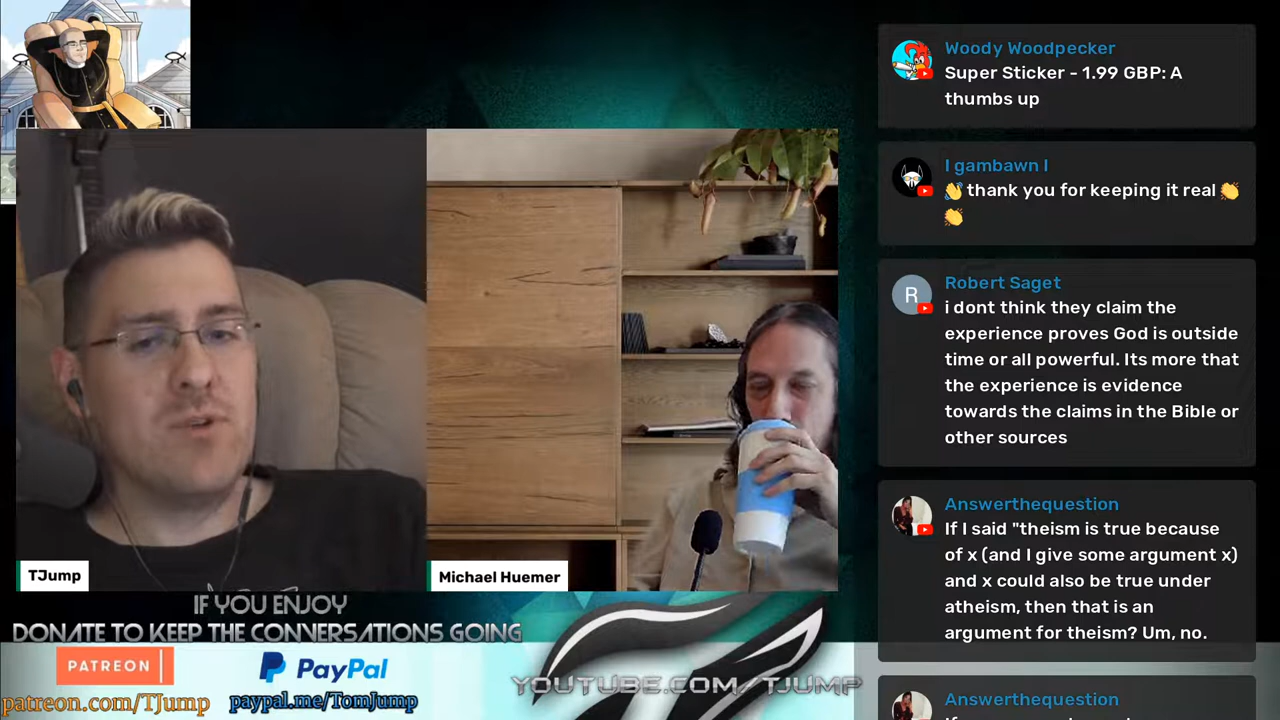 Woody Woodpecker
Super Sticker - 1.99 GBP: A
thumbs up
I gambawn I
👏 thank you for keeping it real 👏
👏
R
Robert Saget
i dont think they claim the
experience proves God is outside
time or all powerful. Its more that
the experience is evidence
towards the claims in the Bible or
other sources
Answerthequestion
If I said "theism is true because
of x (and I give some argument x)
and x could also be true under
atheism, then that is an
argument for theism? Um, no.
Answerthequestion
TJump
Michael Huemer
IF YOU ENJOY
DONATE TO KEEP THE CONVERSATIONS GOING
PATREON
PayPal
patreon.com/TJump
paypal.me/TomJump
YOUTUBE.COM/TJUMP